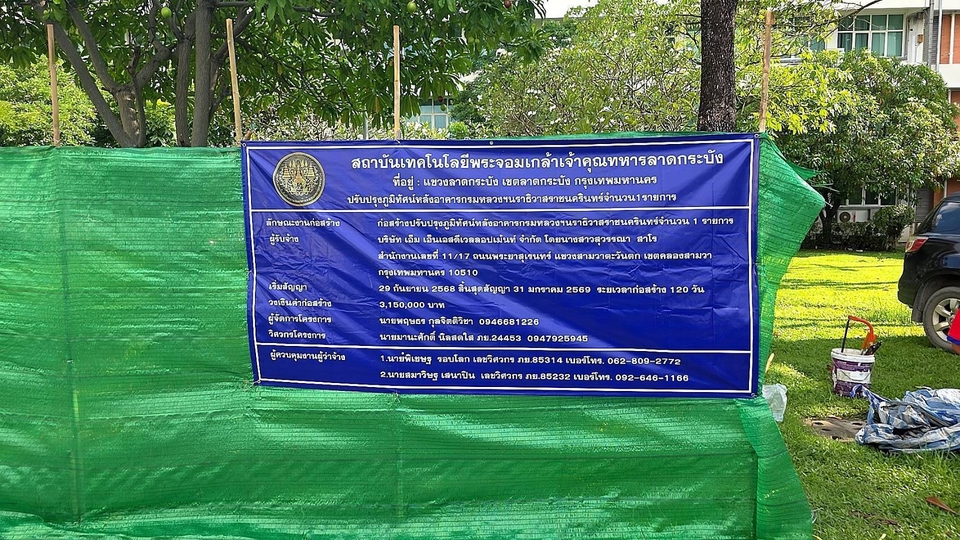 สถาบันเทคโนโลยีพระจอมเกล้าเจ้าคุณทหารลาดกระบัง
ที่อยู่ : แขวงลาดกระบัง เขตลาดกระบัง กรุงเทพมหานคร
ปรับปรุงภูมิทัศน์หลังอาคารกรมหลวงนราธิวาสราชนครินทร์จำนวน1รายการ
ลักษณะงานก่อสร้าง ก่อสร้างปรับปรุงภูมิทัศน์หลังอาคารกรมหลวงนราธิวาสราชนครินทร์จำนวน 1 รายการ
ผู้รับจ้าง บริษัท เอ็ม เอ็นเอสดีเวลลอปเม้นท์ จำกัด โดยนางสาวสุวรรณา สาโร
สำนักงานเลขที่ 11/17 ถนนพระยาสุเรนทร์ แขวงสามวาตะวันตก เขตคลองสามวา
กรุงเทพมหานคร 10510
เริ่มสัญญา 29 กันยายน 2568 สิ้นสุดสัญญา 31 มกราคม 2569 ระยะเวลาก่อสร้าง 120 วัน
วงเงินค่าก่อสร้าง 3,150,000 บาท
ผู้จัดการโครงการ นายพฤษธร กุลจิตติวิชา 0946681226
วิศวกรโครงการ นายมานะศักดิ์ นิลสดใส ภย.24453 0947925945
ผู้ควบคุมงานผู้ว่าจ้าง 1.นายพิเชษฐ รอบโลก เลขวิศวกร ภย.85314 เบอร์โทร. 062-809-2772
2.นายสมาวิษฐ เสนาปิน เลขวิศวกร ภย.85232 เบอร์โทร. 092-646-1166